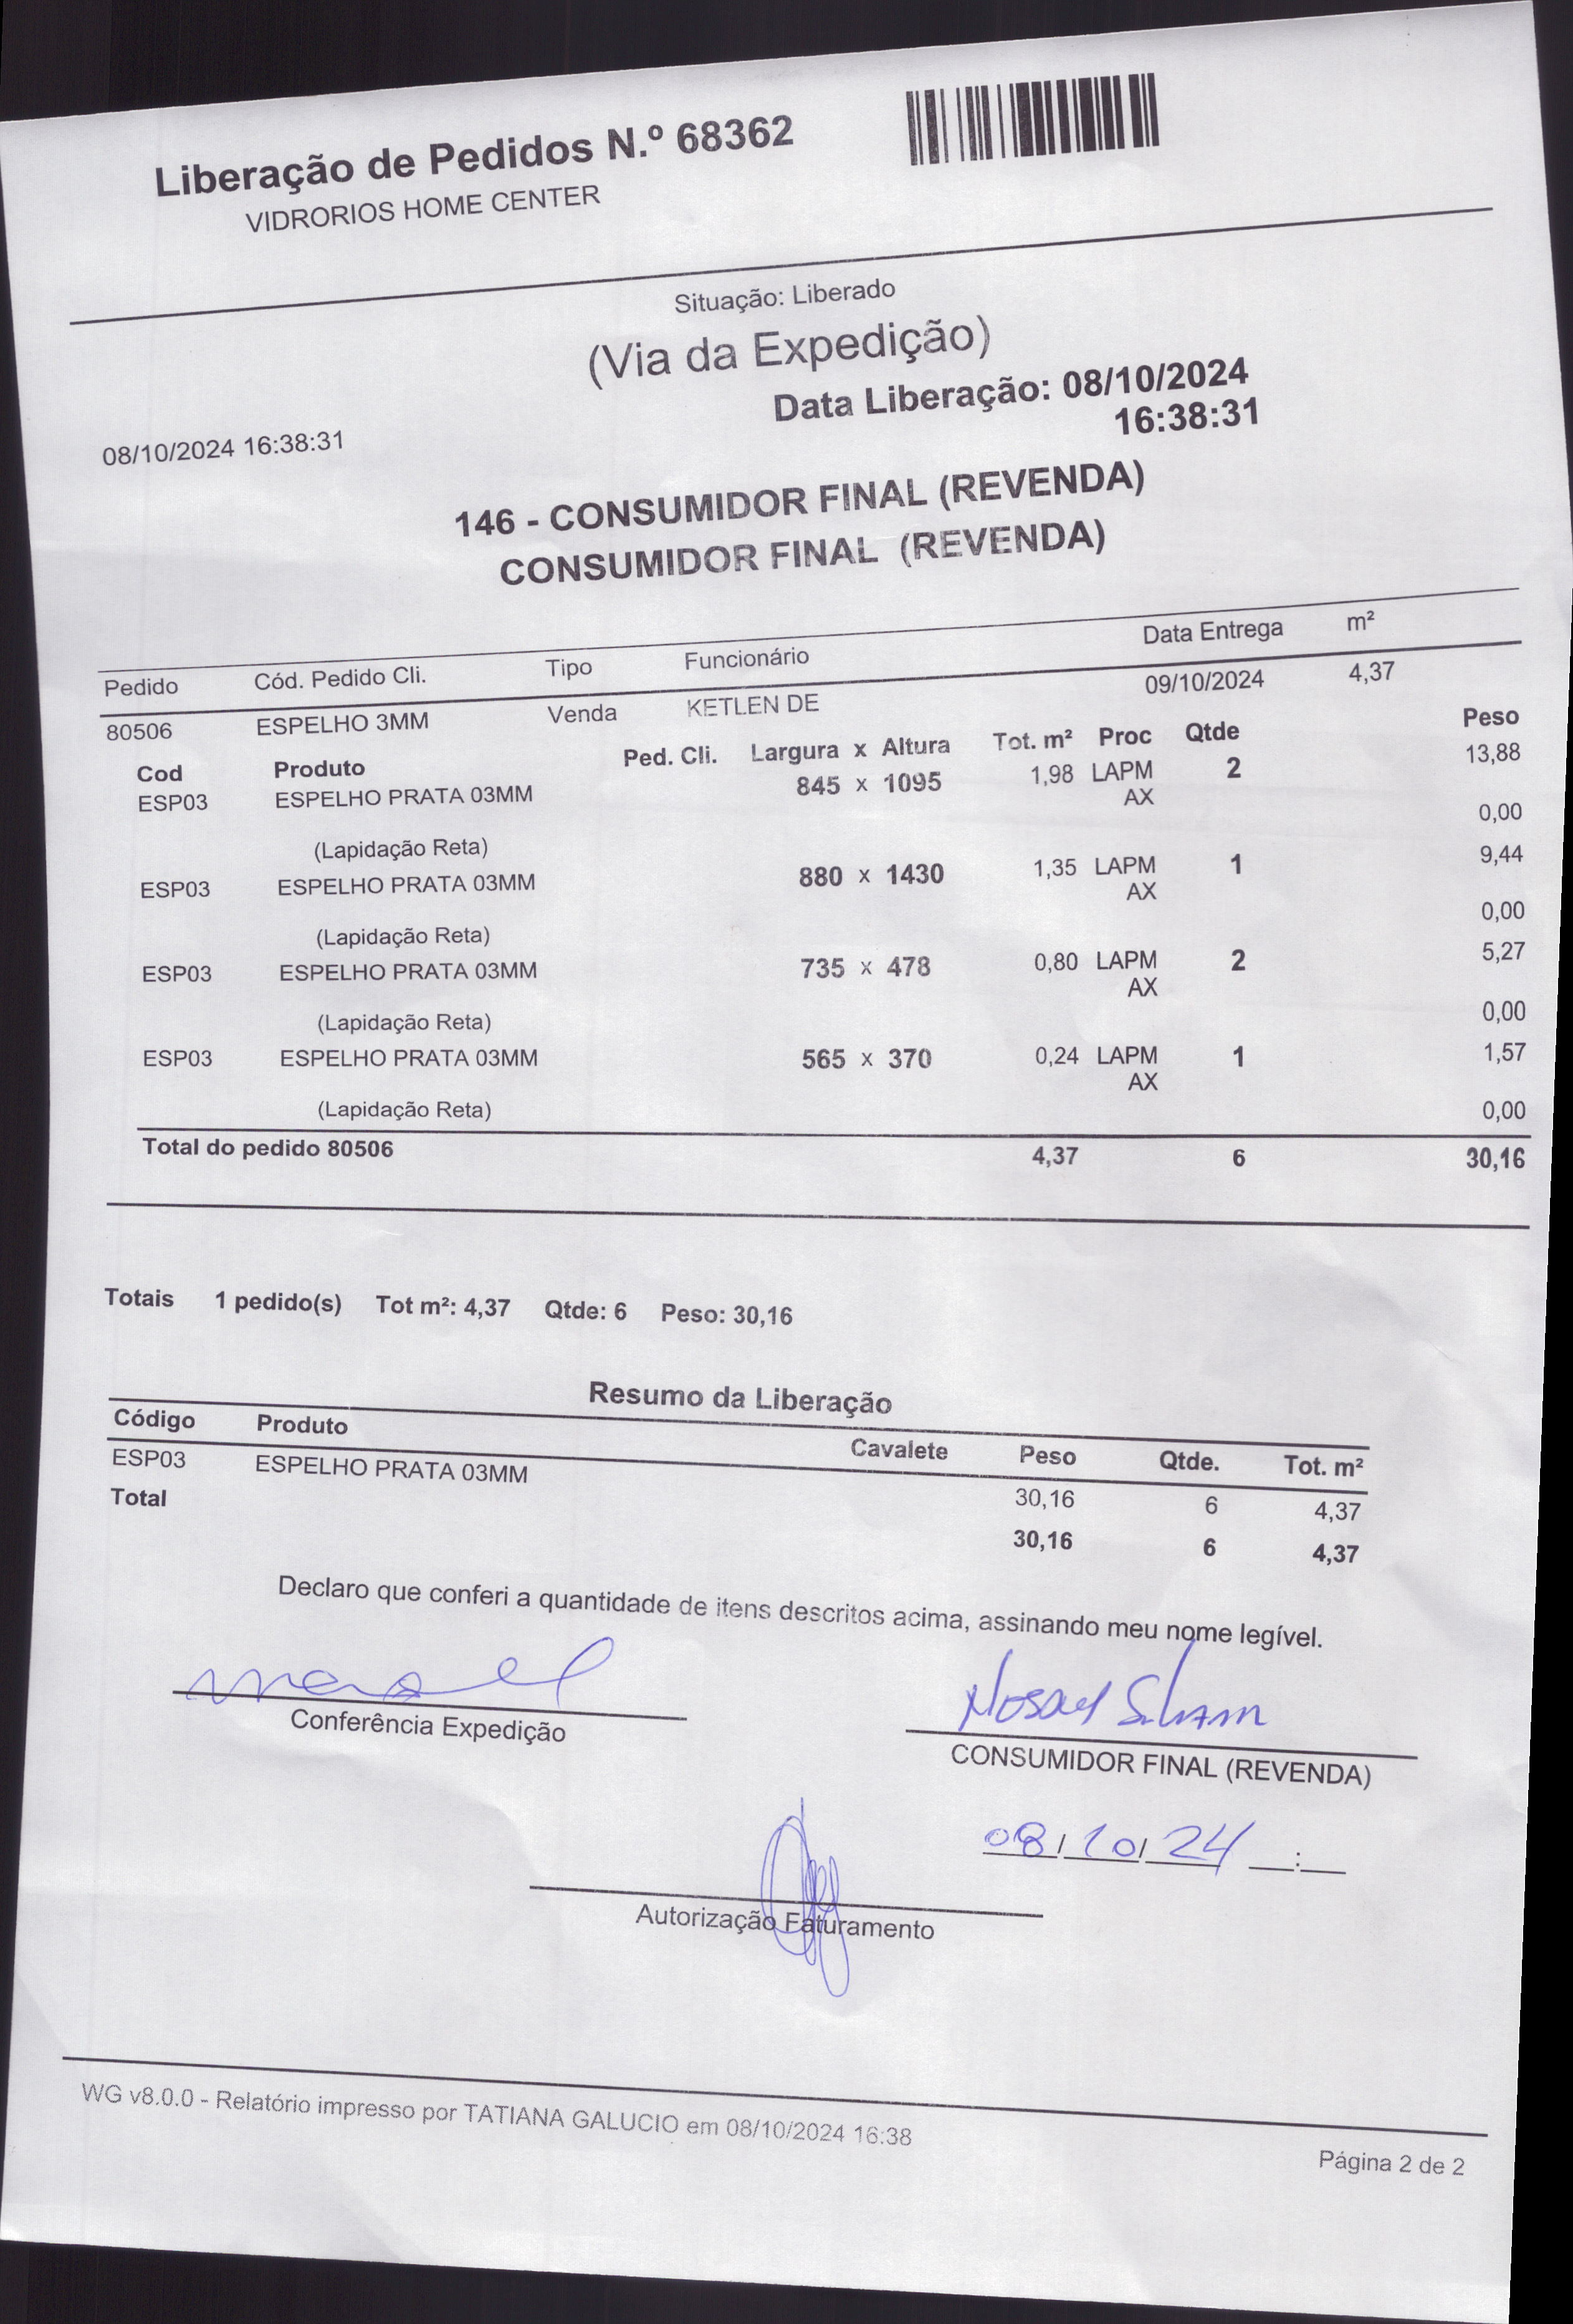 Liberação de Pedidos N.º 68362
VIDRORIOS HOME CENTER
Situação: Liberado
(Via da Expedição)
Data Liberação: 08/10/2024
16:38:31
08/10/2024 16:38:31
146 - CONSUMIDOR FINAL (REVENDA)
CONSUMIDOR FINAL (REVENDA)
Pedido Cód. Pedido Cli. Tipo Funcionário Data Entrega m²
80506 ESPELHO 3MM Venda KETLEN DE 09/10/2024 4,37
Cod Produto Ped. Cli. Largura x Altura Tot. m² Proc Qtde Peso
ESP03 ESPELHO PRATA 03MM 845 x 1095 1,98 LAPM 2 13,88
AX
(Lapidação Reta) 0,00
ESP03 ESPELHO PRATA 03MM 880 x 1430 1,35 LAPM 1 9,44
AX
(Lapidação Reta) 0,00
ESP03 ESPELHO PRATA 03MM 735 x 478 0,80 LAPM 2 5,27
AX
(Lapidação Reta) 0,00
ESP03 ESPELHO PRATA 03MM 565 x 370 0,24 LAPM 1 1,57
AX
(Lapidação Reta) 0,00
Total do pedido 80506 4,37 6 30,16
Totais 1 pedido(s) Tot m²: 4,37 Qtde: 6 Peso: 30,16
Resumo da Liberação
Código Produto Cavalete Peso Qtde. Tot. m²
ESP03 ESPELHO PRATA 03MM 30,16 6 4,37
Total 30,16 6 4,37
Declaro que conferi a quantidade de itens descritos acima, assinando meu nome legível.
Conferência Expedição
CONSUMIDOR FINAL (REVENDA)
08/10/24 __:__
Autorização Faturamento
WG v8.0.0 - Relatório impresso por TATIANA GALUCIO em 08/10/2024 16:38
Página 2 de 2